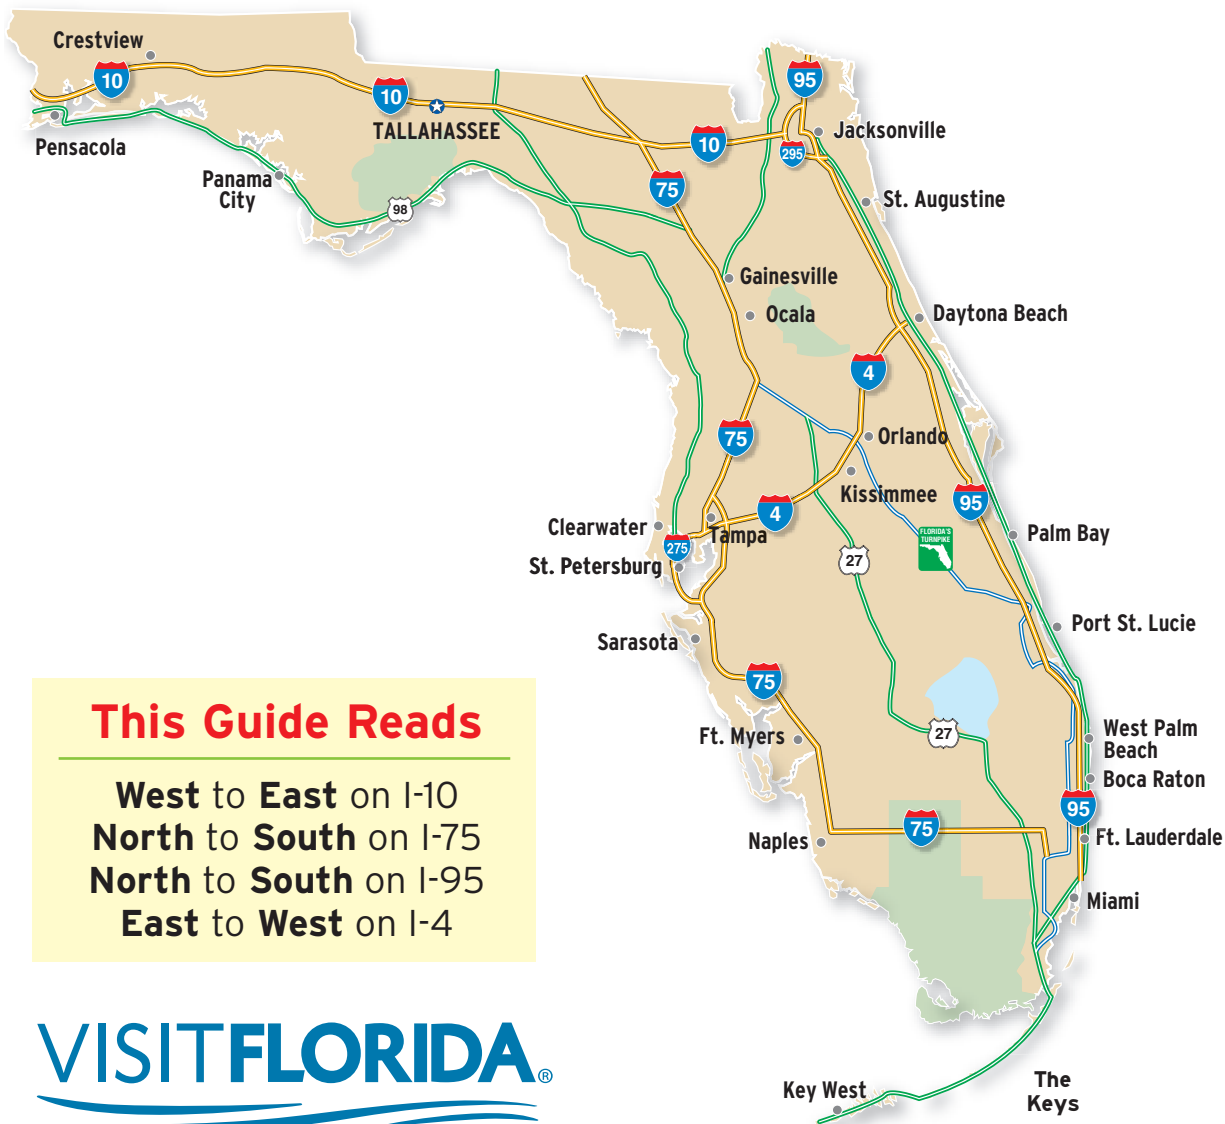 Crestview
10
10
95
TALLAHASSEE
Jacksonville
Pensacola
10
295
Panama
City
75
98
St. Augustine
Gainesville
Ocala
Daytona Beach
4
75
Orlando
Kissimmee
95
4
Clearwater
Tampa
275
FLORIDA'S
TURNPIKE
Palm Bay
St. Petersburg
27
Port St. Lucie
Sarasota
75
Ft. Myers
27
West Palm
Beach
Boca Raton
95
75
Naples
Ft. Lauderdale
Miami
The
Keys
Key West
This Guide Reads
West to East on I-10
North to South on I-75
North to South on I-95
East to West on I-4
VISITFLORIDA®